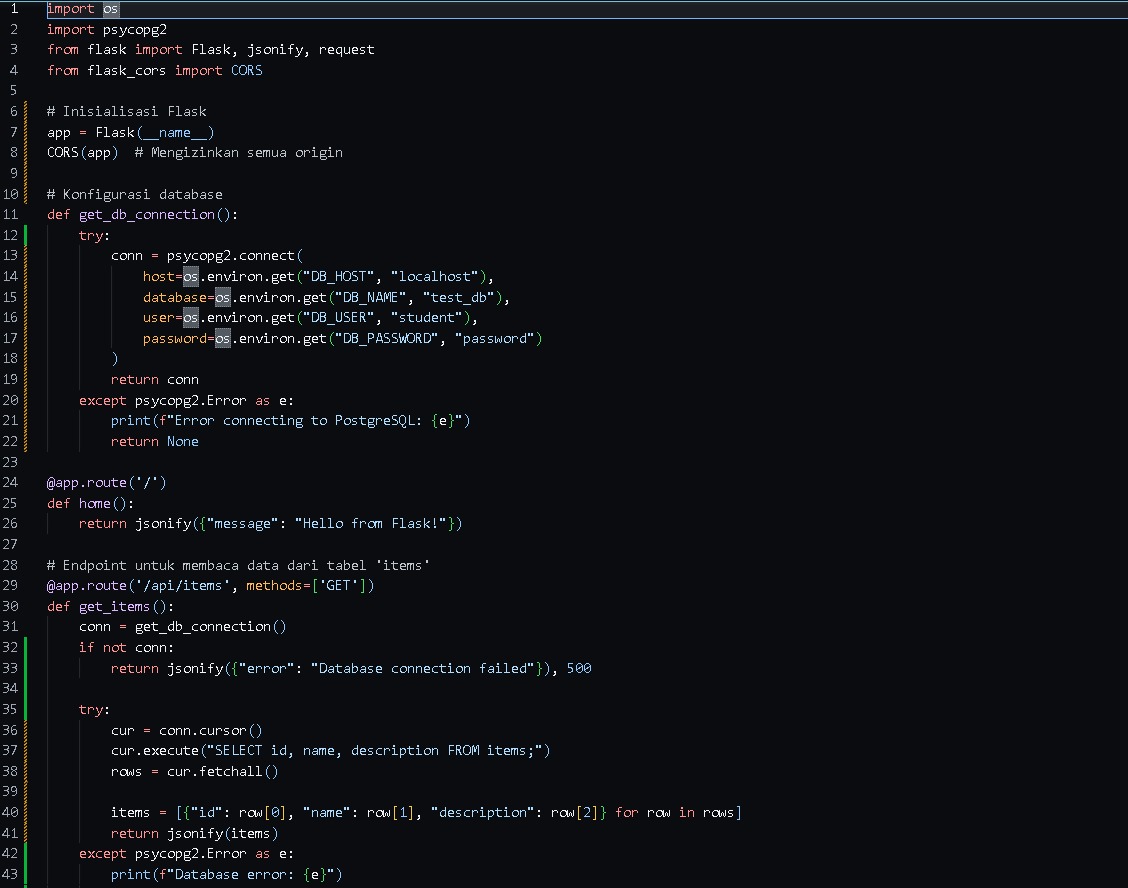 1 import os
2 import psycopg2
3 from flask import Flask, jsonify, request
4 from flask_cors import CORS
5
6 # Inisialisasi Flask
7 app = Flask(__name__)
8 CORS(app)  # Mengizinkan semua origin
9
10 # Konfigurasi database
11 def get_db_connection():
12     try:
13         conn = psycopg2.connect(
14             host=os.environ.get("DB_HOST", "localhost"),
15             database=os.environ.get("DB_NAME", "test_db"),
16             user=os.environ.get("DB_USER", "student"),
17             password=os.environ.get("DB_PASSWORD", "password")
18         )
19         return conn
20     except psycopg2.Error as e:
21         print(f"Error connecting to PostgreSQL: {e}")
22         return None
23
24 @app.route('/')
25 def home():
26     return jsonify({"message": "Hello from Flask!"})
27
28 # Endpoint untuk membaca data dari tabel 'items'
29 @app.route('/api/items', methods=['GET'])
30 def get_items():
31     conn = get_db_connection()
32     if not conn:
33         return jsonify({"error": "Database connection failed"}), 500
34
35     try:
36         cur = conn.cursor()
37         cur.execute("SELECT id, name, description FROM items;")
38         rows = cur.fetchall()
39
40         items = [{"id": row[0], "name": row[1], "description": row[2]} for row in rows]
41         return jsonify(items)
42     except psycopg2.Error as e:
43         print(f"Database error: {e}")